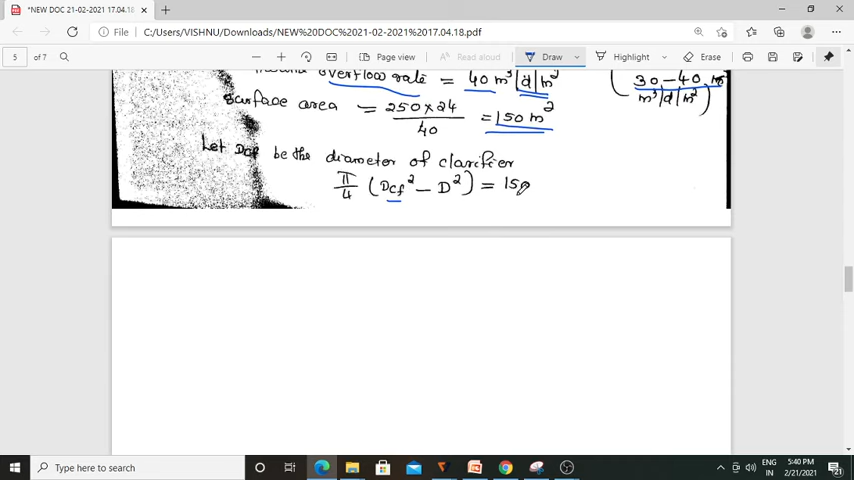 *NEW DOC 21-02-2021 17.04.18.p
File
C:/Users/VISHNU/Downloads/NEW%20DOC%2021-02-2021%2017.04.18.pdf
5 of 7
Page view
Read aloud
Draw
Highlight
Erase
overflow rate = 40 m³/d/m²
30-40
m³/d/m²)
Surface area = 250×24/40 = 150 m²
Let Dcf be the diameter of clarifier
π/4 (Dcf² - D²) = 150
Type here to search
ENG
IN
5:40 PM
2/21/2021
21